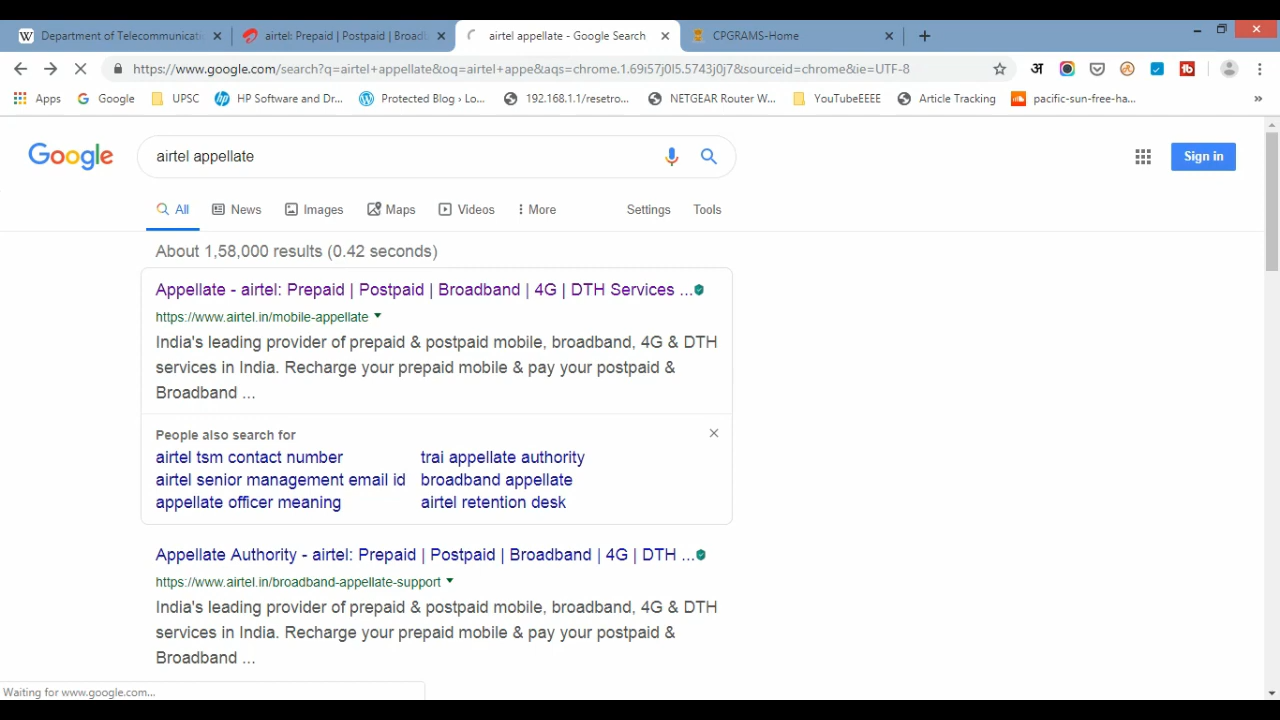 Department of Telecommunicati
airtel: Prepaid | Postpaid | Broadb
airtel appellate - Google Search
CPGRAMS-Home
https://www.google.com/search?q=airtel+appellate&oq=airtel+appe&aqs=chrome.1.69i57j0l5.5743j0j7&sourceid=chrome&ie=UTF-8
Apps
Google
UPSC
HP Software and Dr...
Protected Blog › Lo...
192.168.1.1/resetro...
NETGEAR Router W...
YouTubeEEEE
Article Tracking
pacific-sun-free-ha...
»
Google
airtel appellate
Sign in
All
News
Images
Maps
Videos
More
Settings
Tools
About 1,58,000 results (0.42 seconds)
Appellate - airtel: Prepaid | Postpaid | Broadband | 4G | DTH Services ...
https://www.airtel.in/mobile-appellate
India's leading provider of prepaid & postpaid mobile, broadband, 4G & DTH
services in India. Recharge your prepaid mobile & pay your postpaid &
Broadband ...
People also search for
airtel tsm contact number
trai appellate authority
airtel senior management email id
broadband appellate
appellate officer meaning
airtel retention desk
Appellate Authority - airtel: Prepaid | Postpaid | Broadband | 4G | DTH ...
https://www.airtel.in/broadband-appellate-support
India's leading provider of prepaid & postpaid mobile, broadband, 4G & DTH
services in India. Recharge your prepaid mobile & pay your postpaid &
Broadband ...
Waiting for www.google.com...